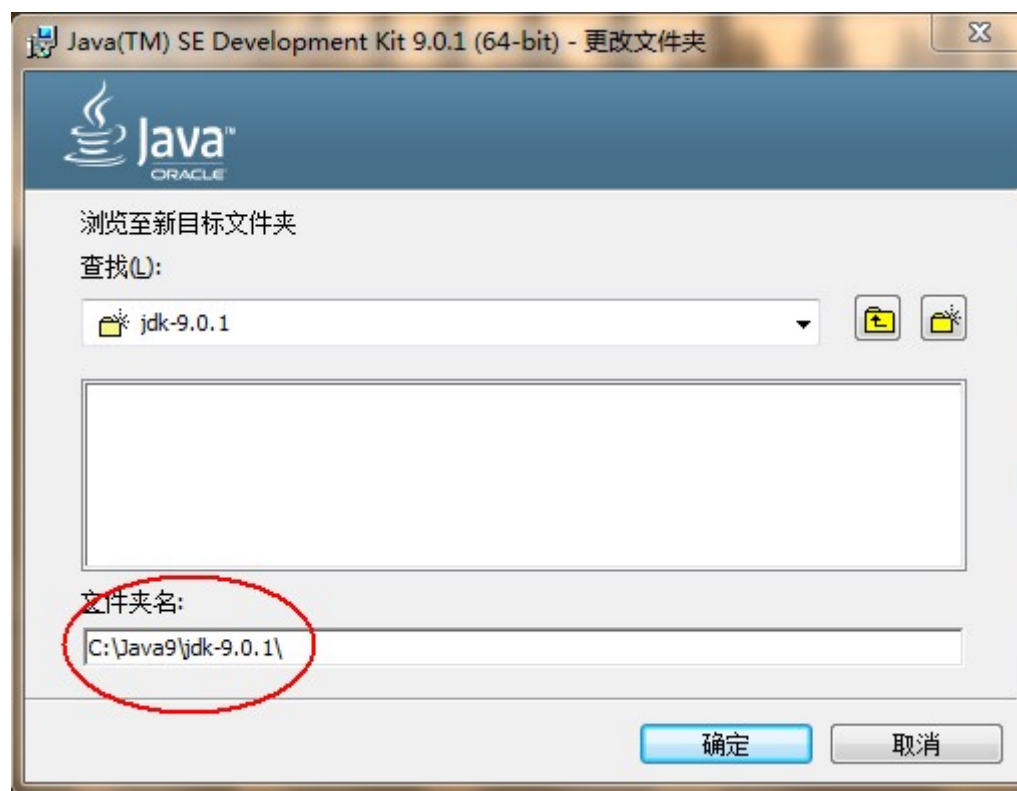 Java(TM) SE Development Kit 9.0.1 (64-bit) - 更改文件夹
Java™
ORACLE
浏览至新目标文件夹
查找(L):
jdk-9.0.1
文件夹名:
C:\Java9\jdk-9.0.1\
确定
取消